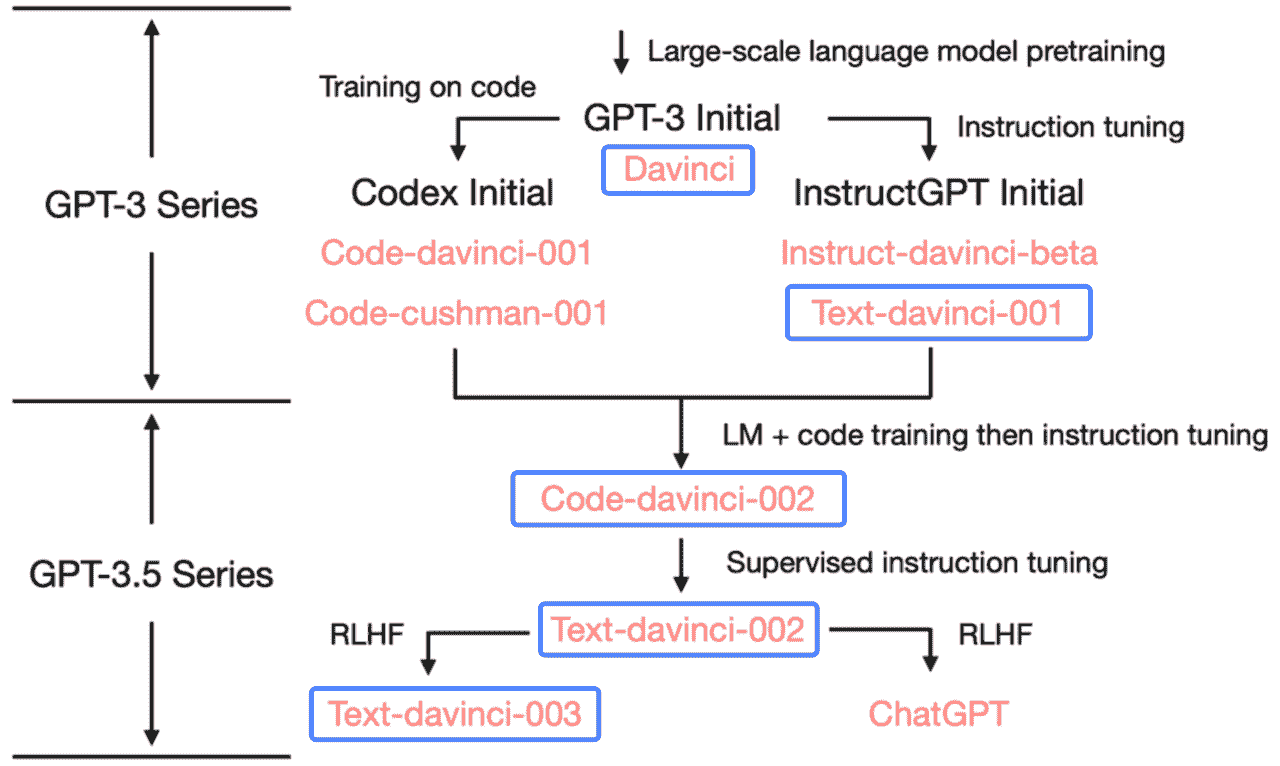 Large-scale language model pretraining
Training on code
GPT-3 Initial
Instruction tuning
Davinci
Codex Initial
InstructGPT Initial
GPT-3 Series
Code-davinci-001
Instruct-davinci-beta
Code-cushman-001
Text-davinci-001
LM + code training then instruction tuning
Code-davinci-002
Supervised instruction tuning
GPT-3.5 Series
Text-davinci-002
RLHF
RLHF
Text-davinci-003
ChatGPT